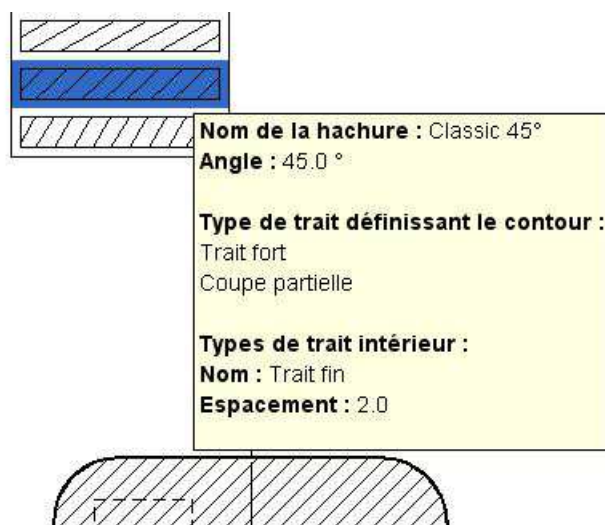 Nom de la hachure : Classic 45°
Angle : 45.0 °
Type de trait définissant le contour :
Trait fort
Coupe partielle
Types de trait intérieur :
Nom : Trait fin
Espacement : 2.0